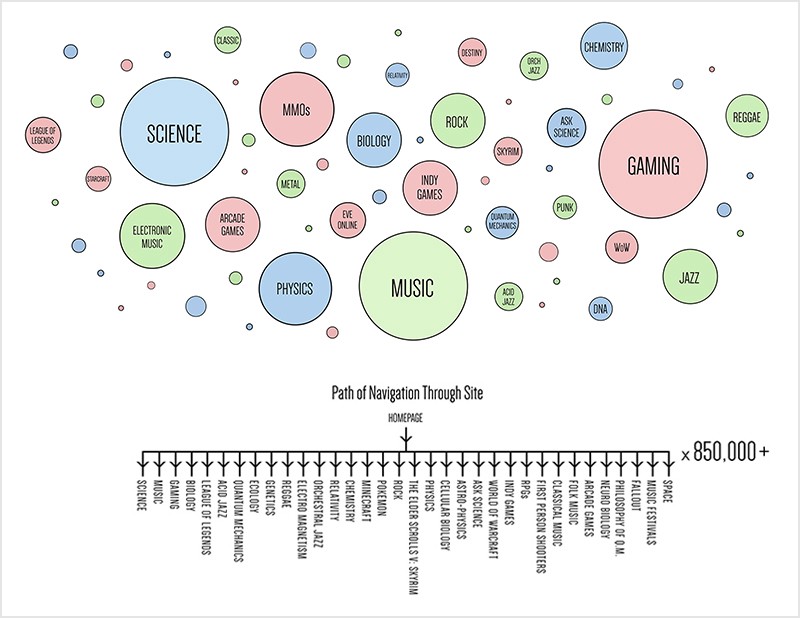 CLASSIC
DESTINY
CHEMISTRY
RELATIVITY
ORCH
JAZZ
LEAGUE OF
LEGENDS
SCIENCE
MMOs
BIOLOGY
ROCK
ASK
SCIENCE
REGGAE
SKYRIM
GAMING
STARCRAFT
METAL
INDY
GAMES
ELECTRONIC
MUSIC
ARCADE
GAMES
EVE
ONLINE
QUANTUM
MECHANICS
PUNK
WoW
PHYSICS
MUSIC
ACID
JAZZ
JAZZ
DNA
Path of Navigation Through Site
HOMEPAGE
x 850,000+
SCIENCE
MUSIC
GAMING
BIOLOGY
LEAGUE OF LEGENDS
ACID JAZZ
QUANTUM MECHANICS
ECOLOGY
GENETICS
REGGAE
ELECTRO MAGNETISM
ORCHESTRAL JAZZ
RELATIVITY
CHEMISTRY
MINECRAFT
POKEMON
ROCK
THE ELDER SCROLLS V: SKYRIM
PHYSICS
CELLULAR BIOLOGY
ASTRO-PHYSICS
ASK SCIENCE
WORLD OF WARCRAFT
INDY GAMES
RPGs
FIRST PERSON SHOOTERS
CLASSICAL MUSIC
FOLK MUSIC
ARCADE GAMES
NEURO BIOLOGY
PHILOSOPHY OF Q.M.
FALLOUT
MUSIC FESTIVALS
SPACE